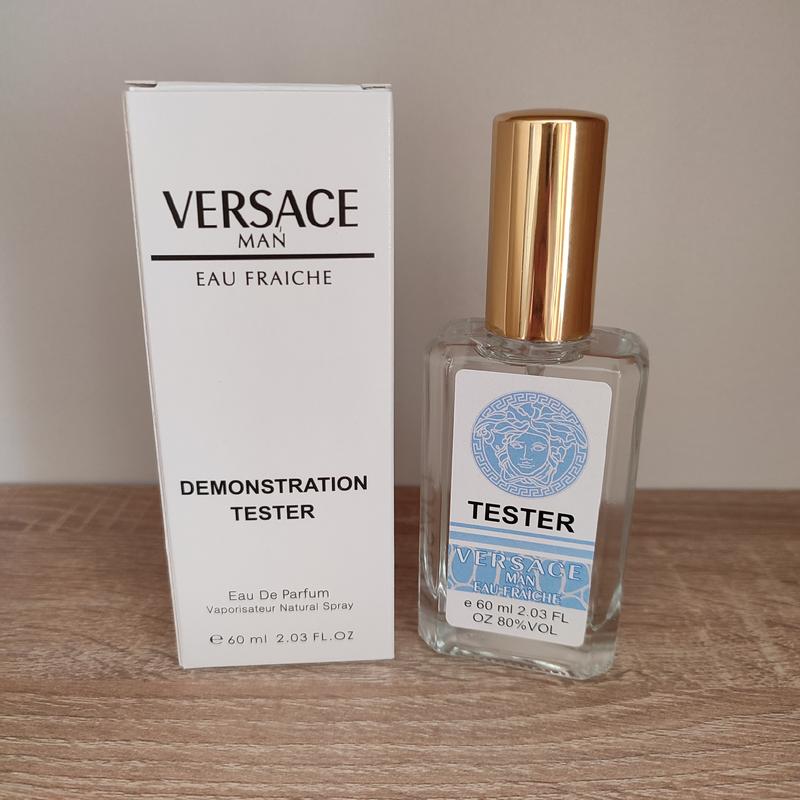 VERSACE
MAN
EAU FRAICHE
DEMONSTRATION
TESTER
Eau De Parfum
Vaporisateur Natural Spray
℮ 60 ml 2.03 FL.OZ
TESTER
VERSACE
MAN
EAU FRAICHE
e 60 ml 2.03 FL
OZ 80%VOL